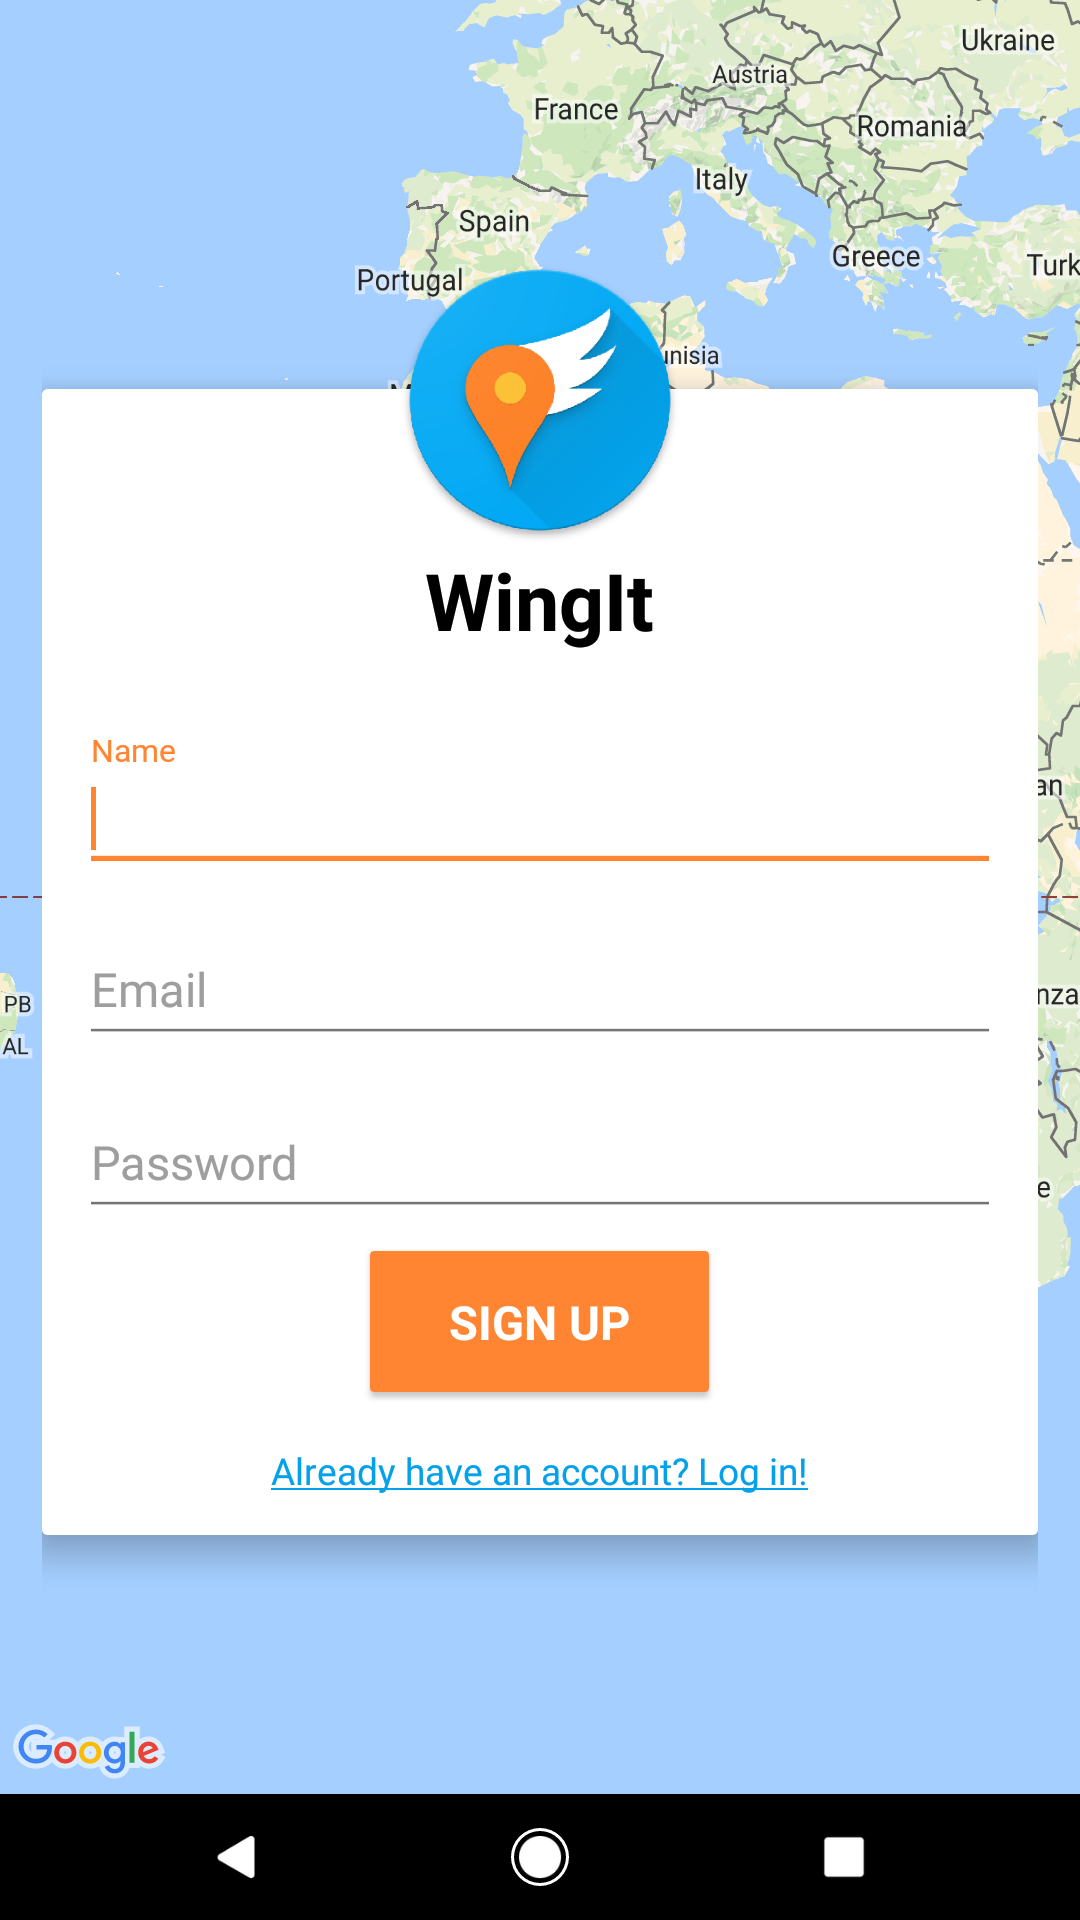 Ukraine
Austria
France
Romania
Italy
Spain
Greece
Turk
Portugal
unisia
M
WingIt
Name
an
Email
PB
nza
AL
Password
e
SIGN UP
Already have an account? Log in!
Google